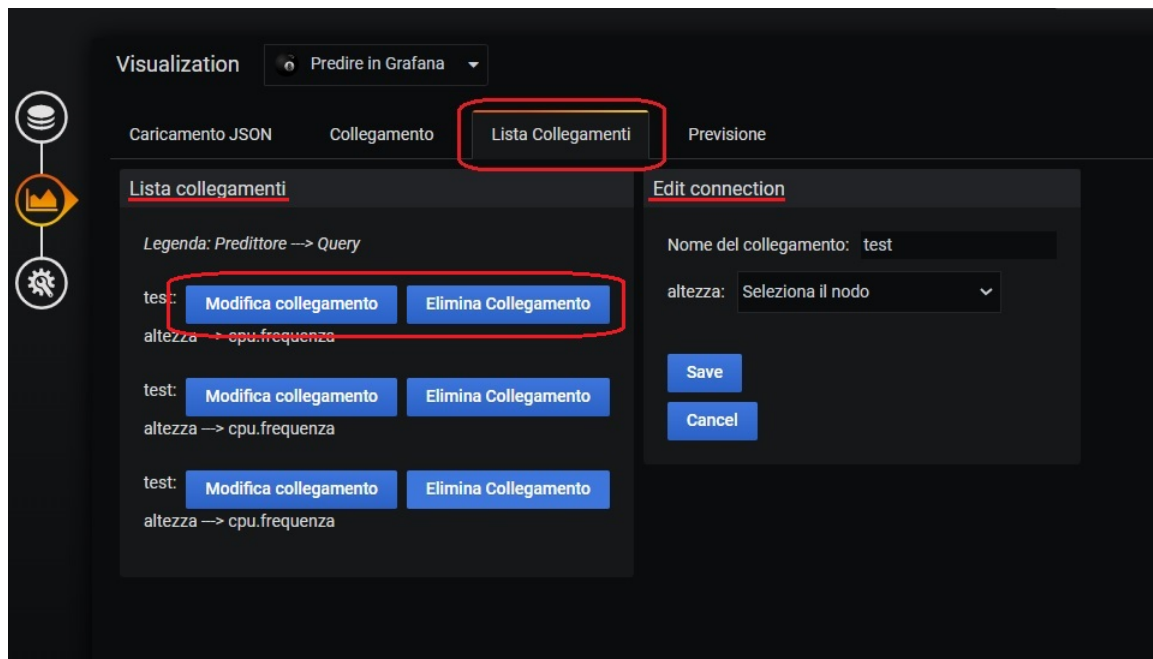 Visualization Predire in Grafana
Caricamento JSON Collegamento Lista Collegamenti Previsione
Lista collegamenti
Legenda: Predittore ---> Query
test: Modifica collegamento Elimina Collegamento
altezza ---> cpu.frequenza
test: Modifica collegamento Elimina Collegamento
altezza ---> cpu.frequenza
test: Modifica collegamento Elimina Collegamento
altezza ---> cpu.frequenza
Edit connection
Nome del collegamento: test
altezza: Seleziona il nodo
Save
Cancel